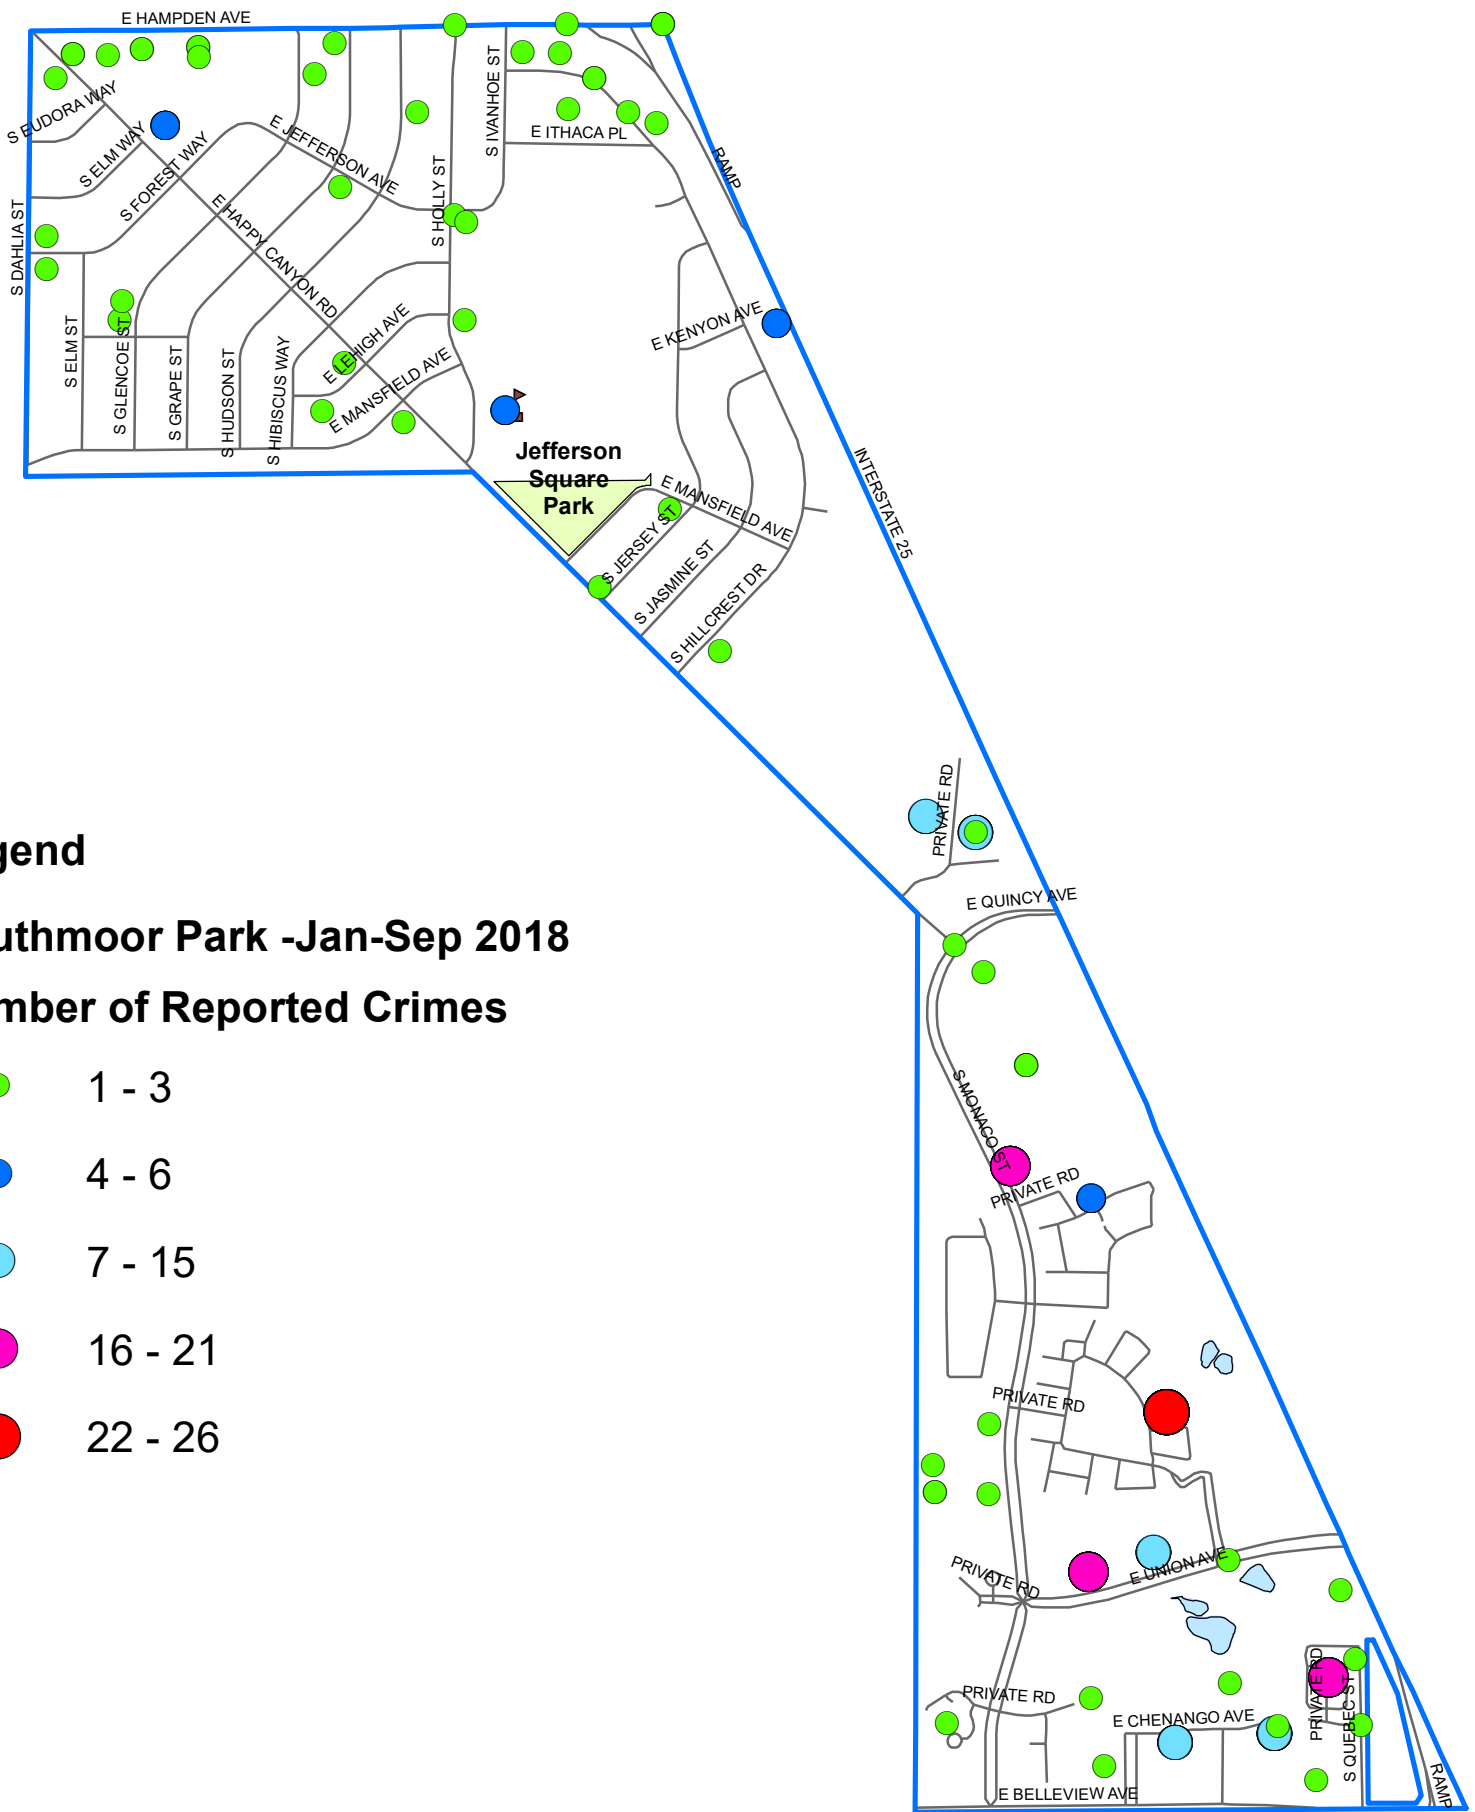 E HAMPDEN AVE
S EUDORA WAY
S ELM WAY
S FOREST WAY
E JEFFERSON AVE
S IVANHOE ST
E ITHACA PL
RAMP
S DAHLIA ST
S HOLLY ST
E HAPPY CANYON RD
S ELM ST
S GLENCOE ST
S GRAPE ST
S HUDSON ST
S HIBISCUS WAY
E LEHIGH AVE
E MANSFIELD AVE
E KENYON AVE
Jefferson
Square
Park
E MANSFIELD AVE
INTERSTATE 25
S JERSEY ST
S JASMINE ST
S HILLCREST DR
PRIVATE RD
E QUINCY AVE
gend
uthmoor Park -Jan-Sep 2018
mber of Reported Crimes
1 - 3
4 - 6
7 - 15
16 - 21
22 - 26
S MONACO ST
PRIVATE RD
PRIVATE RD
PRIVATE RD
E UNION AVE
PRIVATE RD
E CHENANGO AVE
PRIVATE RD
S QUEBEC ST
E BELLEVIEW AVE
RAMP